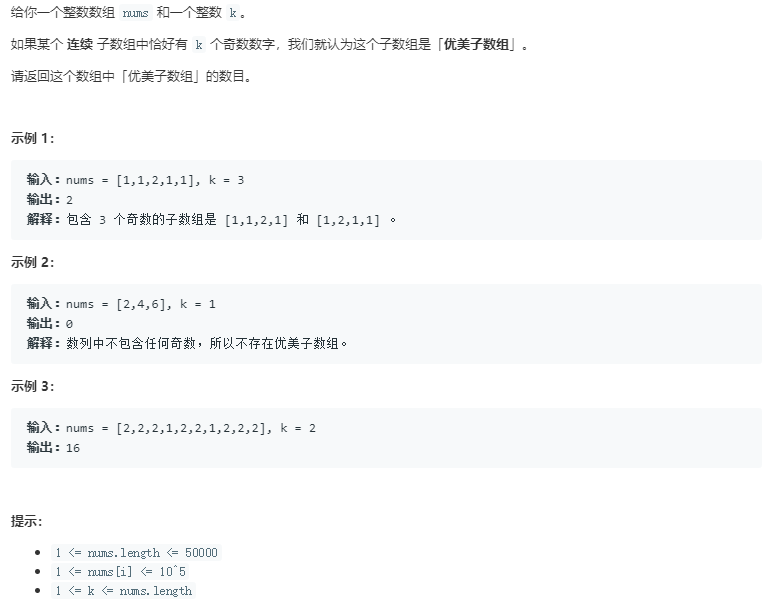 给你一个整数数组 nums 和一个整数 k。
如果某个 连续 子数组中恰好有 k 个奇数数字，我们就认为这个子数组是「优美子数组」。
请返回这个数组中「优美子数组」的数目。
示例 1：
输入：nums = [1,1,2,1,1], k = 3
输出：2
解释：包含 3 个奇数的子数组是 [1,1,2,1] 和 [1,2,1,1] 。
示例 2：
输入：nums = [2,4,6], k = 1
输出：0
解释：数列中不包含任何奇数，所以不存在优美子数组。
示例 3：
输入：nums = [2,2,2,1,2,2,1,2,2,2], k = 2
输出：16
提示：
1 <= nums.length <= 50000
1 <= nums[i] <= 10^5
1 <= k <= nums.length